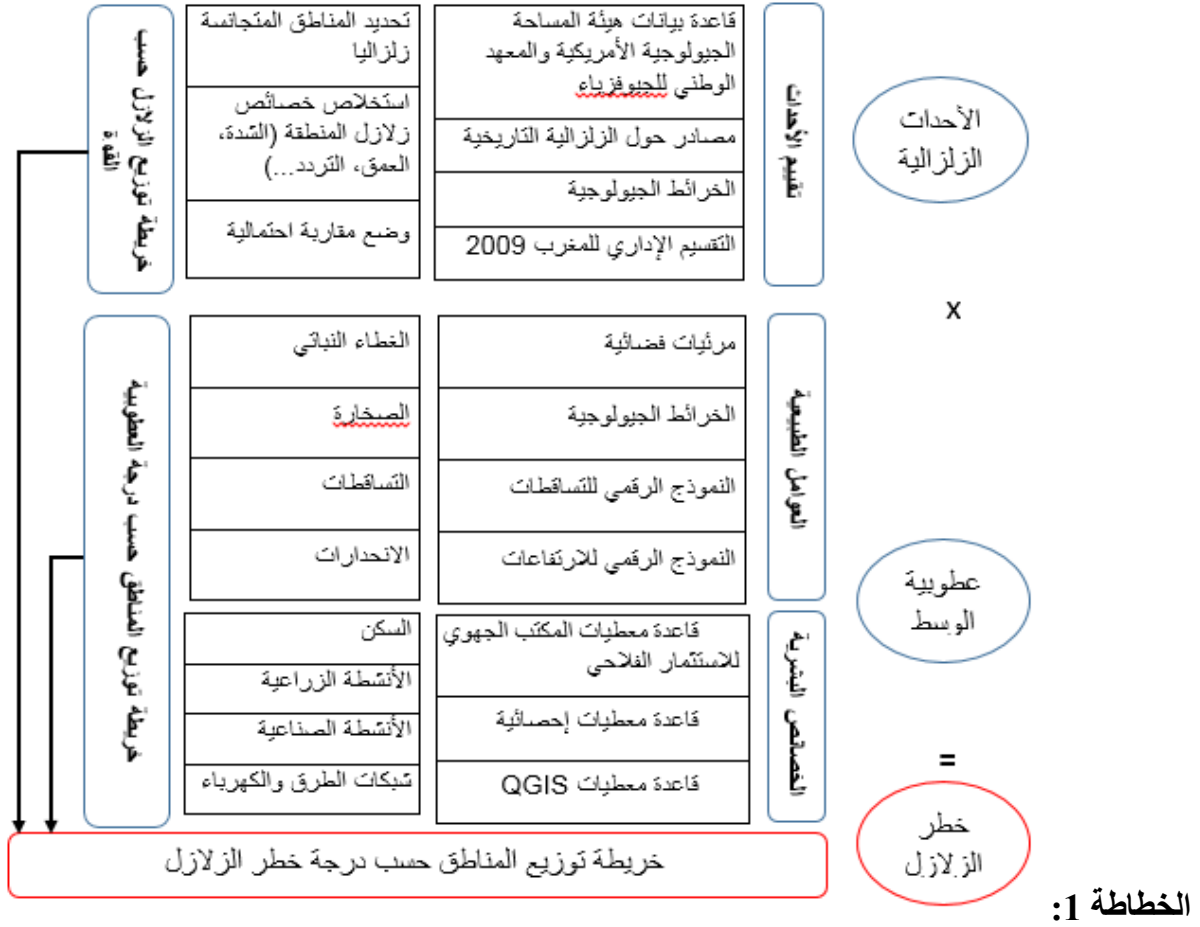 الأحداث
الزلزالية
x
عطوبية
الوسط
=
خطر
الزلازل
تقييم الأحداث
قاعدة بيانات هيئة المساحة
الجيولوجية الأمريكية والمعهد
الوطني للجيوفزياء
مصادر حول الزلزالية التاريخية
الخرائط الجيولوجية
التقسيم الإداري للمغرب 2009
تحديد المناطق المتجانسة
زلزاليا
استخلاص خصائص
زلازل المنطقة (الشدة،
العمق، التردد...)
وضع مقاربة احتمالية
خريطة توزيع الزلازل حسب
القوة
العوامل الطبيعية
مرئيات فضائية
الخرائط الجيولوجية
النموذج الرقمي للتساقطات
النموذج الرقمي للارتفاعات
الغطاء النباتي
الصخارة
التساقطات
الانحدارات
الخصائص البشرية
قاعدة معطيات المكتب الجهوي
للاستثمار الفلاحي
قاعدة معطيات إحصائية
قاعدة معطيات QGIS
السكن
الأنشطة الزراعية
الأنشطة الصناعية
شبكات الطرق والكهرباء
خريطة توزيع المناطق حسب درجة العطوبية
خريطة توزيع المناطق حسب درجة خطر الزلازل
الخطاطة 1: